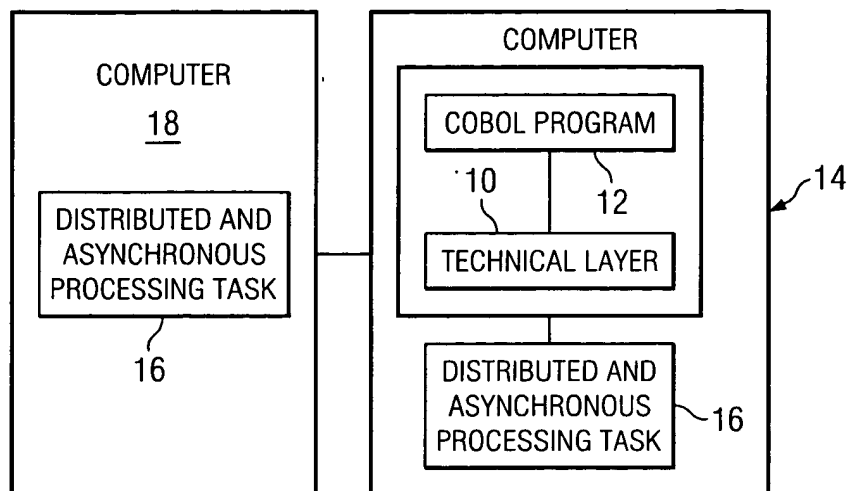 COMPUTER
18
DISTRIBUTED AND
ASYNCHRONOUS
PROCESSING TASK
16
COMPUTER
COBOL PROGRAM
10
12
TECHNICAL LAYER
14
DISTRIBUTED AND
ASYNCHRONOUS
PROCESSING TASK
16